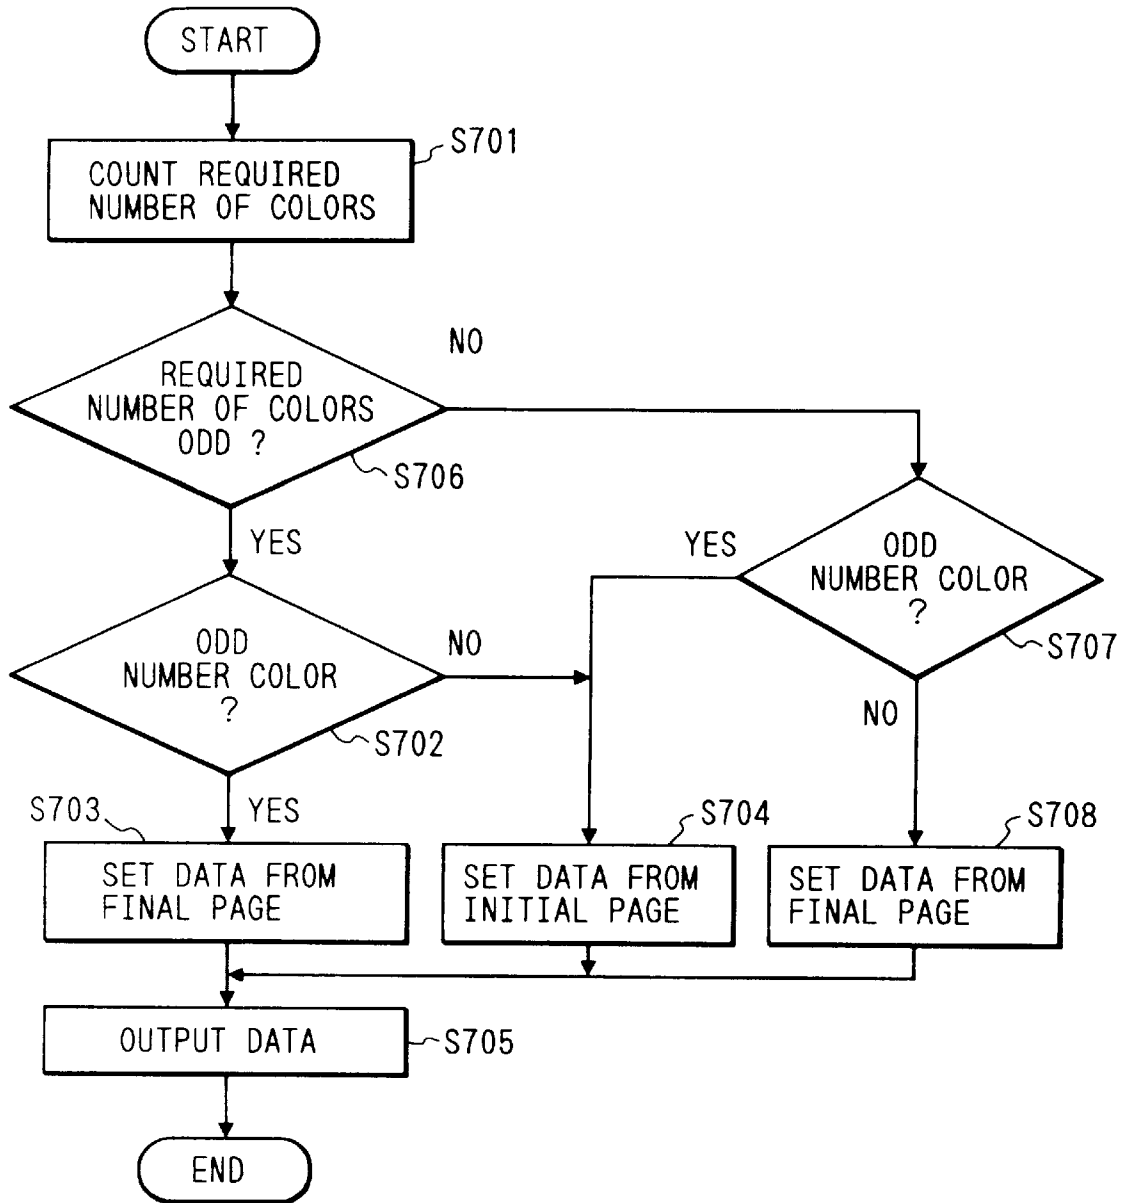 START
S701
COUNT REQUIRED
NUMBER OF COLORS
NO
REQUIRED
NUMBER OF COLORS
ODD ?
S706
YES
YES
ODD
NUMBER COLOR
?
S707
ODD
NUMBER COLOR
?
NO
S702
NO
S703
YES
S704
S708
SET DATA FROM
FINAL PAGE
SET DATA FROM
INITIAL PAGE
SET DATA FROM
FINAL PAGE
OUTPUT DATA
S705
END